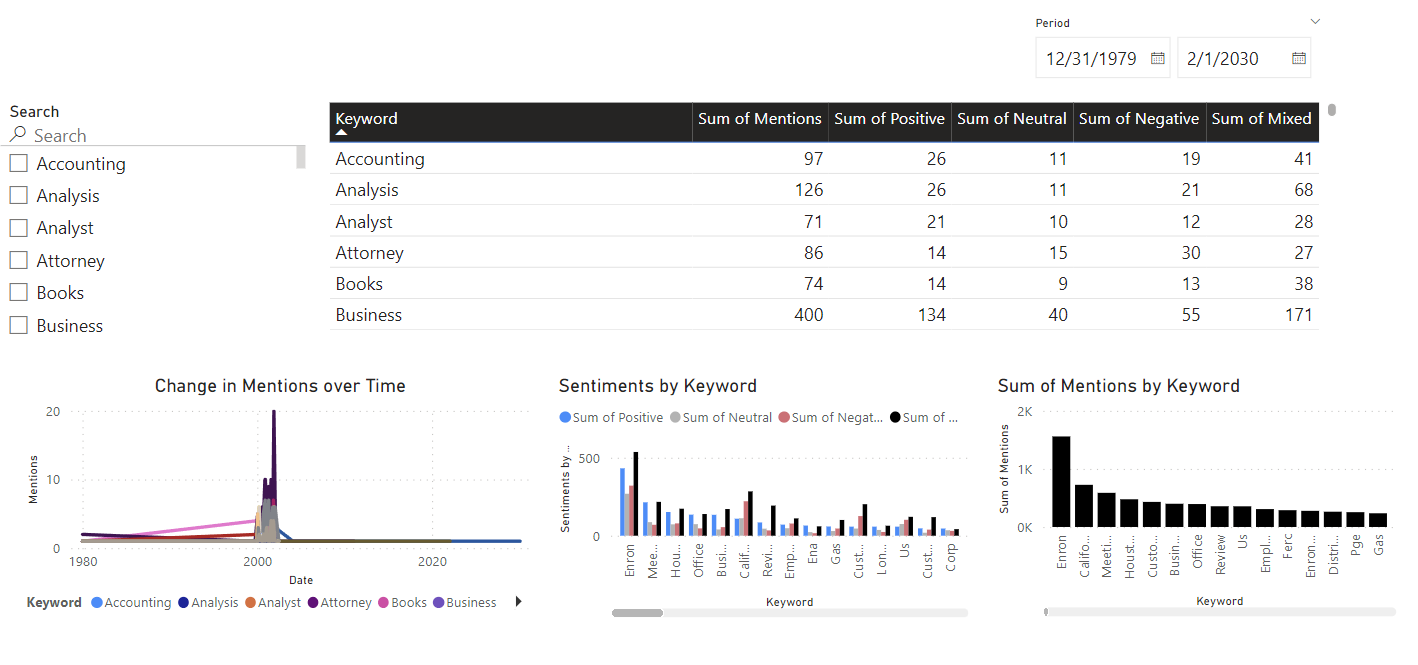 Period
12/31/1979 2/1/2030
Search
Search
Accounting
Analysis
Analyst
Attorney
Books
Business
Keyword Sum of Mentions Sum of Positive Sum of Neutral Sum of Negative Sum of Mixed
Accounting 97 26 11 19 41
Analysis 126 26 11 21 68
Analyst 71 21 10 12 28
Attorney 86 14 15 30 27
Books 74 14 9 13 38
Business 400 134 40 55 171
Change in Mentions over Time
Mentions
20
10
0
1980 2000 2020
Date
Keyword Accounting Analysis Analyst Attorney Books Business
Sentiments by Keyword
Sum of Positive Sum of Neutral Sum of Negat... Sum of ...
Sentiments by ...
500
0
Enron Mee... Hou... Office Busi... Calif... Revi... Emp... Ena Gas Cust... Lon... Us Cust... Corp
Keyword
Sum of Mentions by Keyword
Sum of Mentions
2K
1K
0K
Enron Califo... Meeti... Houst... Custo... Busin... Office Review Us Empl... Ferc Enron... Distri... Pge Gas
Keyword